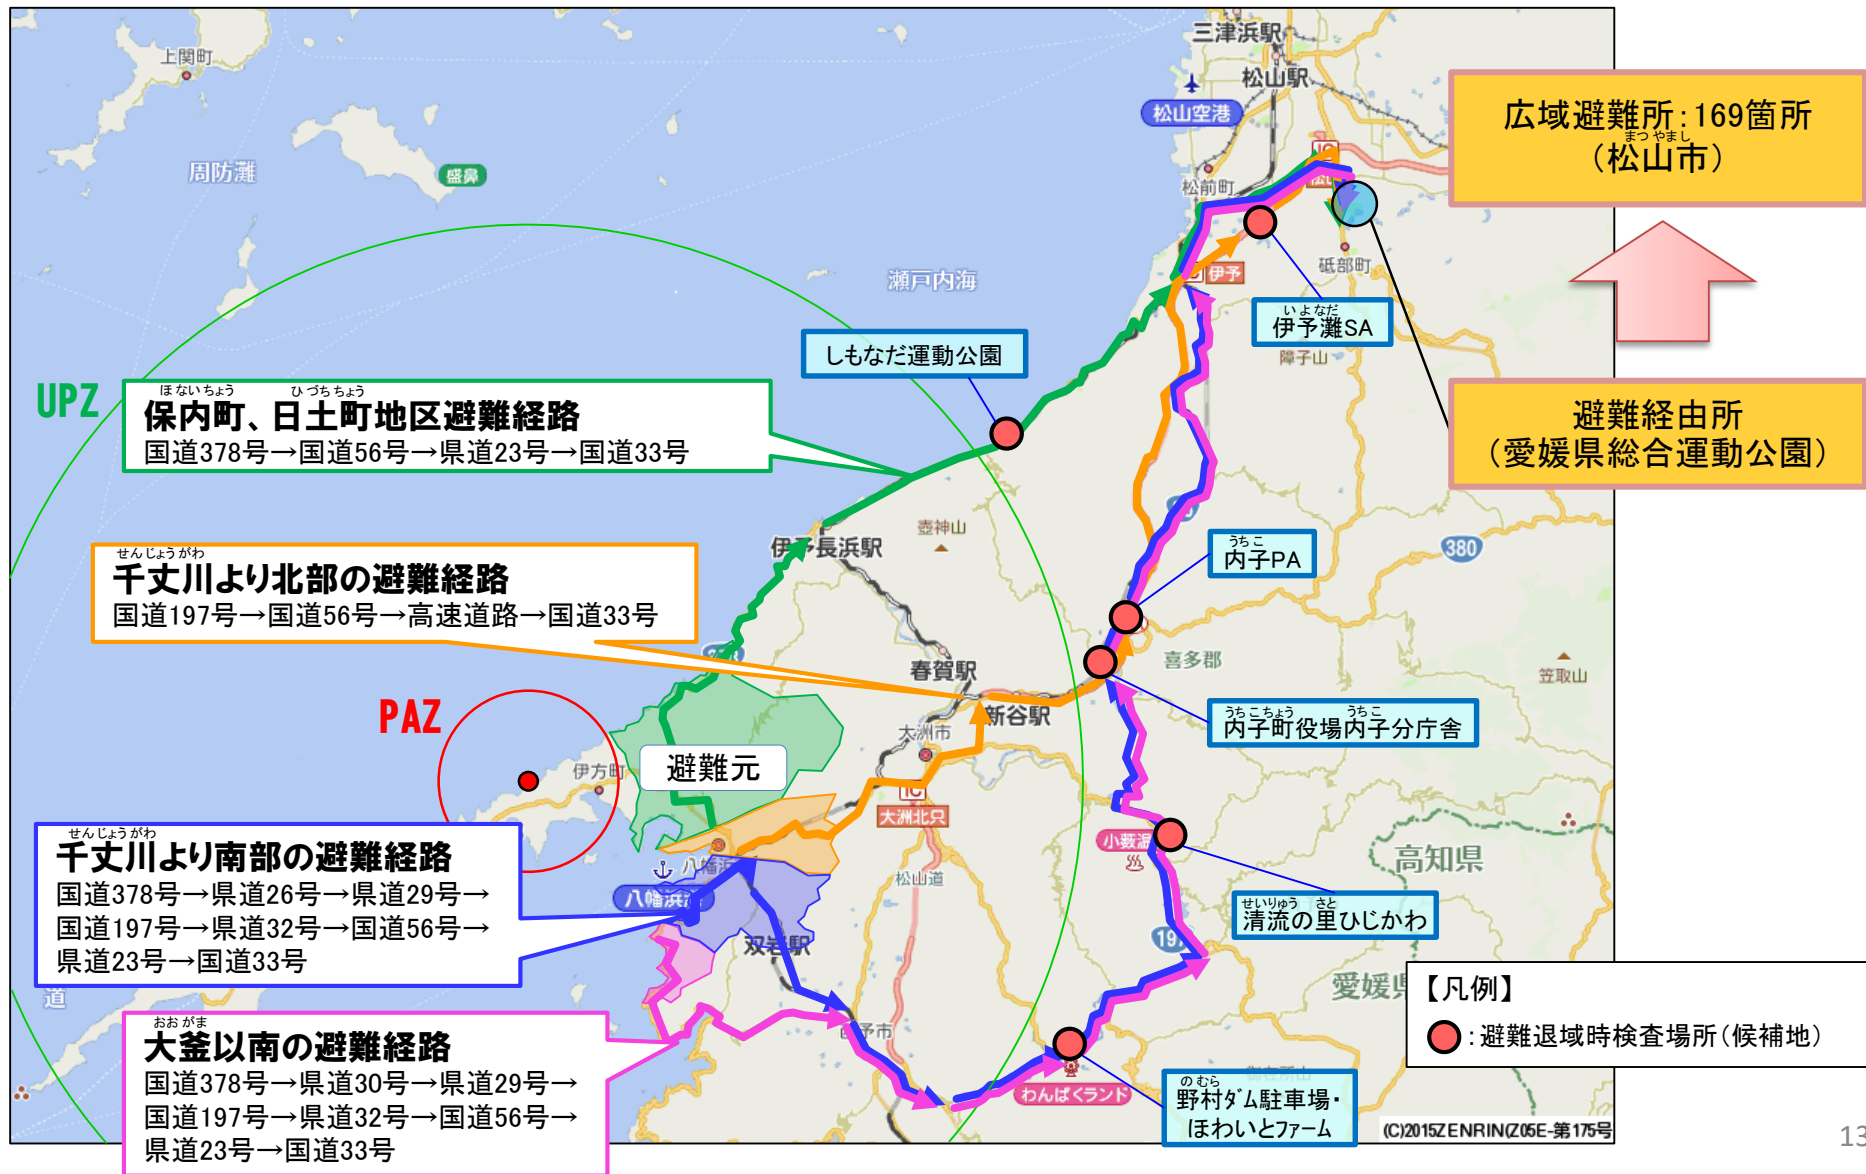 三津浜駅
上関町
松山駅
松山空港
広域避難所：169箇所
まつやまし
（松山市）
周防灘
盛鼻
松前町
瀬戸内海
伊予
砥部町
いよなだ
伊予灘SA
障子山
しもなだ運動公園
UPZ
ほないちょう ひづちちょう
保内町、日土町地区避難経路
国道378号→国道56号→県道23号→国道33号
避難経由所
（愛媛県総合運動公園）
壺神山
伊予長浜駅
うちこ
内子PA
380
せんじょうがわ
千丈川より北部の避難経路
国道197号→国道56号→高速道路→国道33号
喜多郡
笠取山
春賀駅
PAZ
新谷駅
うちこちょう うちこ
内子町役場内子分庁舎
大洲市
避難元
伊方町
IC
大洲北只
小薮温
高知県
せんじょうがわ
千丈川より南部の避難経路
国道378号→県道26号→県道29号→
国道197号→県道32号→国道56号→
県道23号→国道33号
八幡浜
八幡浜港
松山道
せいりゅう さと
清流の里ひじかわ
197
双岩駅
愛媛県
道
【凡例】
：避難退域時検査場所（候補地）
おおがま
大釜以南の避難経路
国道378号→県道30号→県道29号→
国道197号→県道32号→国道56号→
県道23号→国道33号
西予市
わんぱくランド
御在所山
のむら
野村ダム駐車場・
ほわいとファーム
(C)2015ZENRIN(Z05E-第175号
13